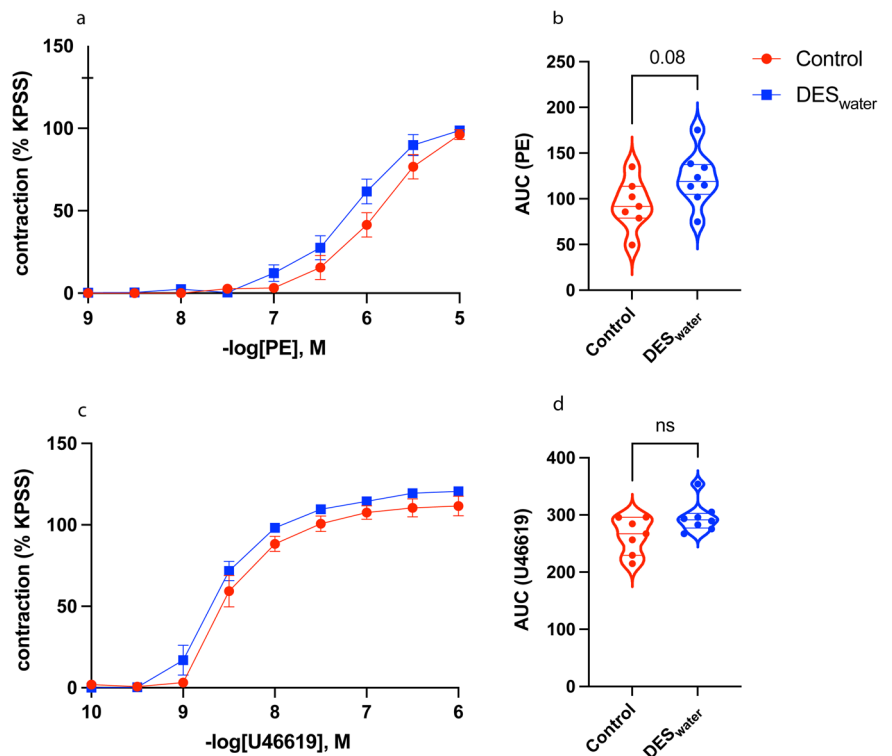 a
contraction (% KPSS)
150
100
50
0
9
8
7
6
5
-log[PE], M
b
AUC (PE)
250
200
150
100
50
0
0.08
Control
DESwater
Control
DESwater
c
contraction (% KPSS)
150
100
50
0
10
9
8
7
6
-log[U46619], M
d
AUC (U46619)
400
300
200
100
0
ns
Control
DESwater